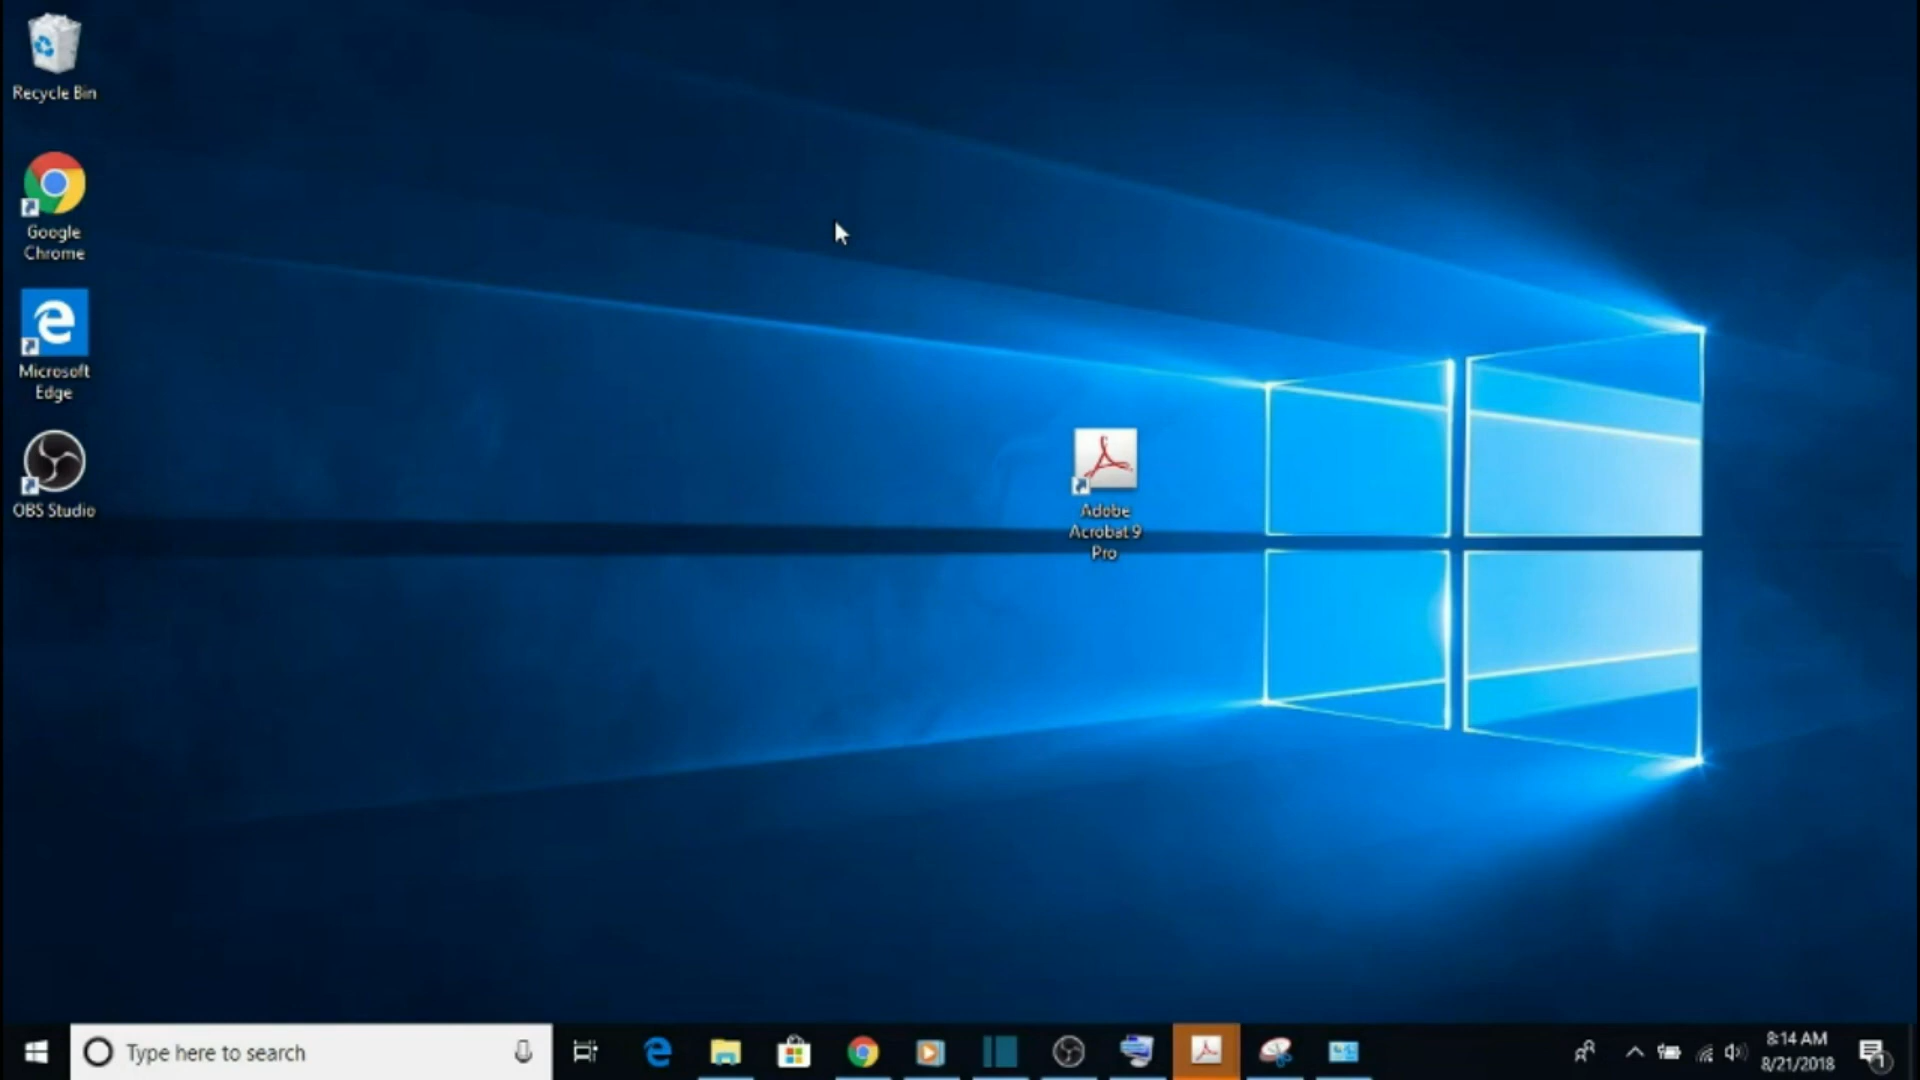 Recycle Bin
Google
Chrome
Microsoft
Edge
OBS Studio
Adobe
Acrobat 9
Pro
Type here to search
8:14 AM
8/21/2018
1